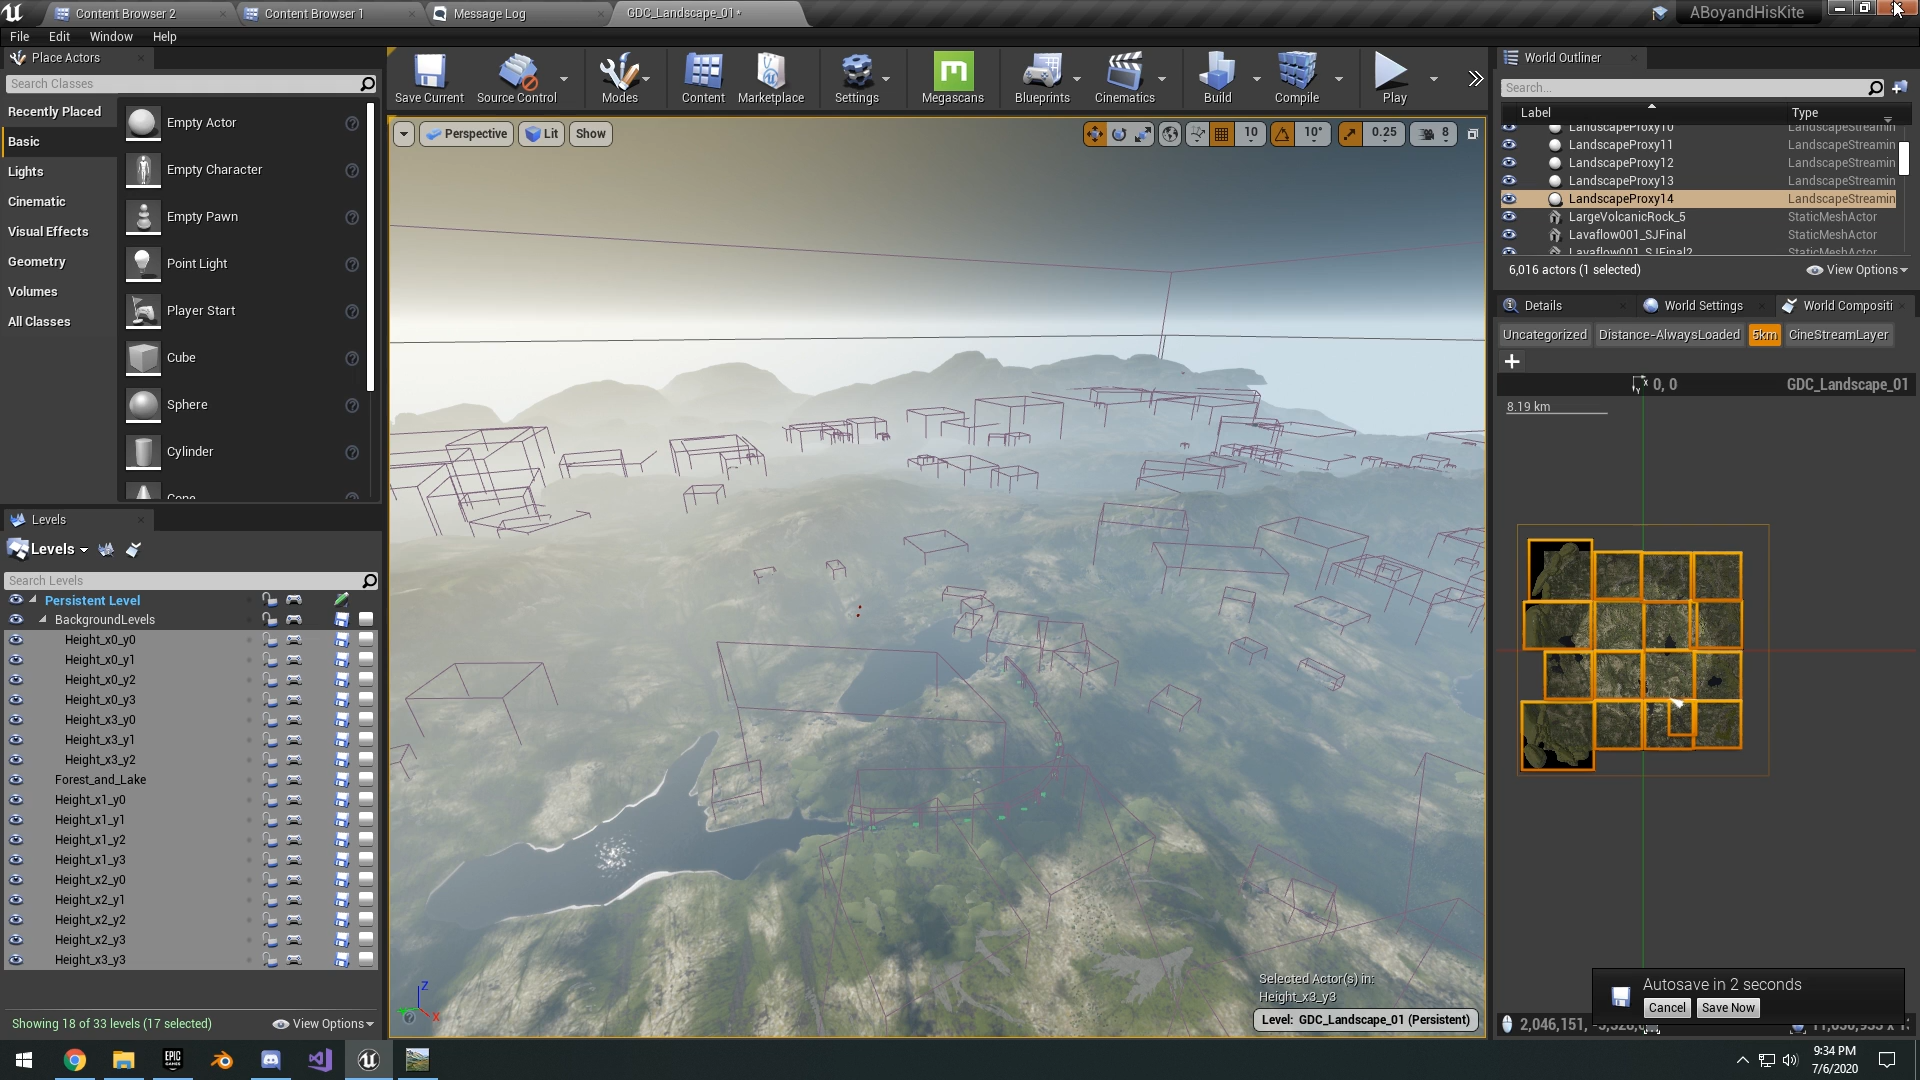 Content Browser 2
Content Browser 1
Message Log
GDC_Landscape_01*
ABoyandHisKite
File
Edit
Window
Help
Place Actors
Search Classes
Recently Placed
Basic
Lights
Cinematic
Visual Effects
Geometry
Volumes
All Classes
Empty Actor
Empty Character
Empty Pawn
Point Light
Player Start
Cube
Sphere
Cylinder
Cone
Save Current
Source Control
Modes
Content
Marketplace
Settings
Megascans
Blueprints
Cinematics
Build
Compile
Play
Perspective
Lit
Show
10
10°
0.25
8
Selected Actor(s) in:
Height_x3_y3
Level: GDC_Landscape_01 (Persistent)
Z
X
Levels
Levels
Search Levels
Persistent Level
BackgroundLevels
Height_x0_y0
Height_x0_y1
Height_x0_y2
Height_x0_y3
Height_x3_y0
Height_x3_y1
Height_x3_y2
Forest_and_Lake
Height_x1_y0
Height_x1_y1
Height_x1_y2
Height_x1_y3
Height_x2_y0
Height_x2_y1
Height_x2_y2
Height_x2_y3
Height_x3_y3
Showing 18 of 33 levels (17 selected)
View Options
World Outliner
Search...
Label
Type
LandscapeProxy10 LandscapeStreamin
LandscapeProxy11 LandscapeStreamin
LandscapeProxy12 LandscapeStreamin
LandscapeProxy13 LandscapeStreamin
LandscapeProxy14 LandscapeStreamin
LargeVolcanicRock_5 StaticMeshActor
Lavaflow001_SJFinal StaticMeshActor
Lavaflow001_SJFinal2 StaticMeshActor
6,016 actors (1 selected)
View Options
Details
World Settings
World Compositi
Uncategorized
Distance-AlwaysLoaded
5km
CineStreamLayer
0, 0
GDC_Landscape_01
8.19 km
Autosave in 2 seconds
Cancel
Save Now
2,046,151,
9:34 PM
7/6/2020